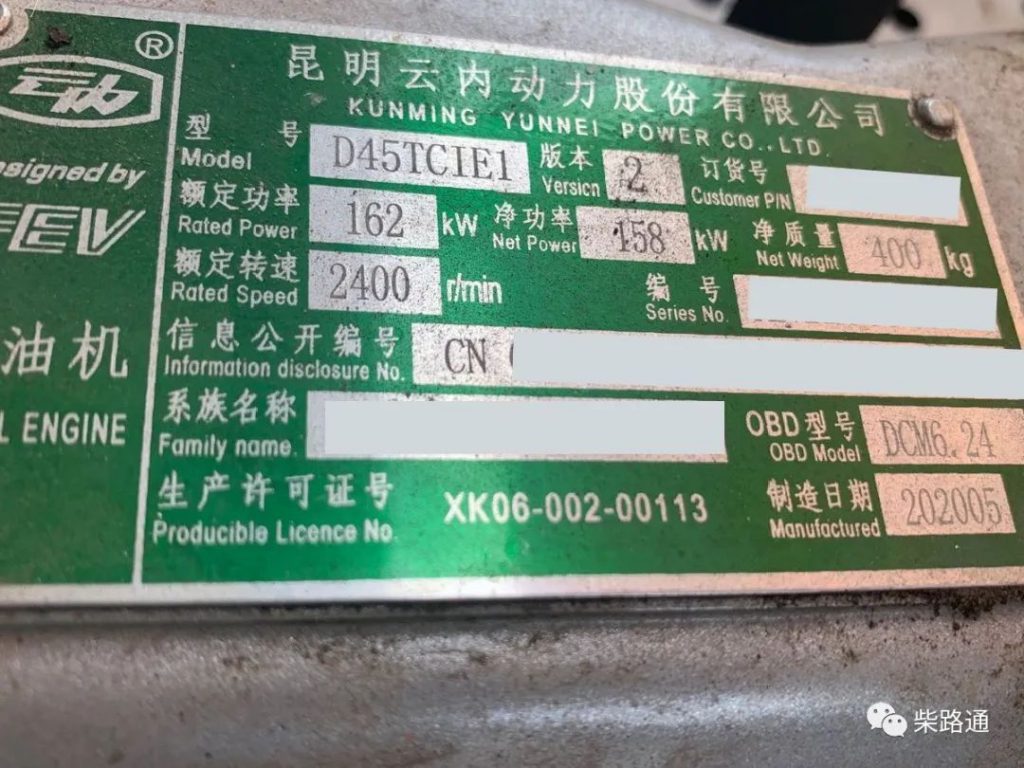 ®
云内
昆明云内动力股份有限公司
KUNMING YUNNEI POWER CO.,LTD
esigned by
FEV
油机
L ENGINE
型 号 D45TCIE1 版本 2 订货号
Model Version Customer P/N
额定功率 162 kW 净功率 158 kW 净质量 400 kg
Rated Power Net Power Net Weight
额定转速 2400 r/min 编 号
Rated Speed Series No.
信息公开编号 CN
Information disclosure No.
系族名称 OBD型号 DCM6.24
Family name OBD Model
生产许可证号 XK06-002-00113 制造日期 202005
Producible Licence No. Manufactured
柴路通